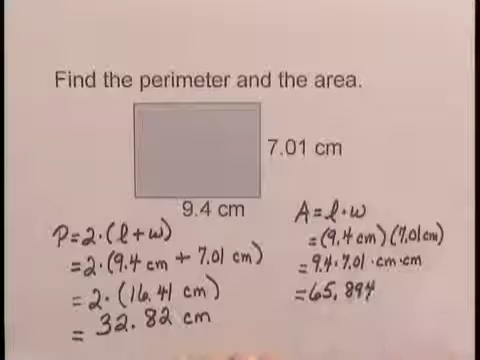 Find the perimeter and the area.
7.01 cm
9.4 cm
P=2·(l+w)
=2·(9.4 cm + 7.01 cm)
=2·(16.41 cm)
= 32.82 cm
A=l·w
=(9.4 cm)(7.01 cm)
=9.4·7.01·cm·cm
=65.894